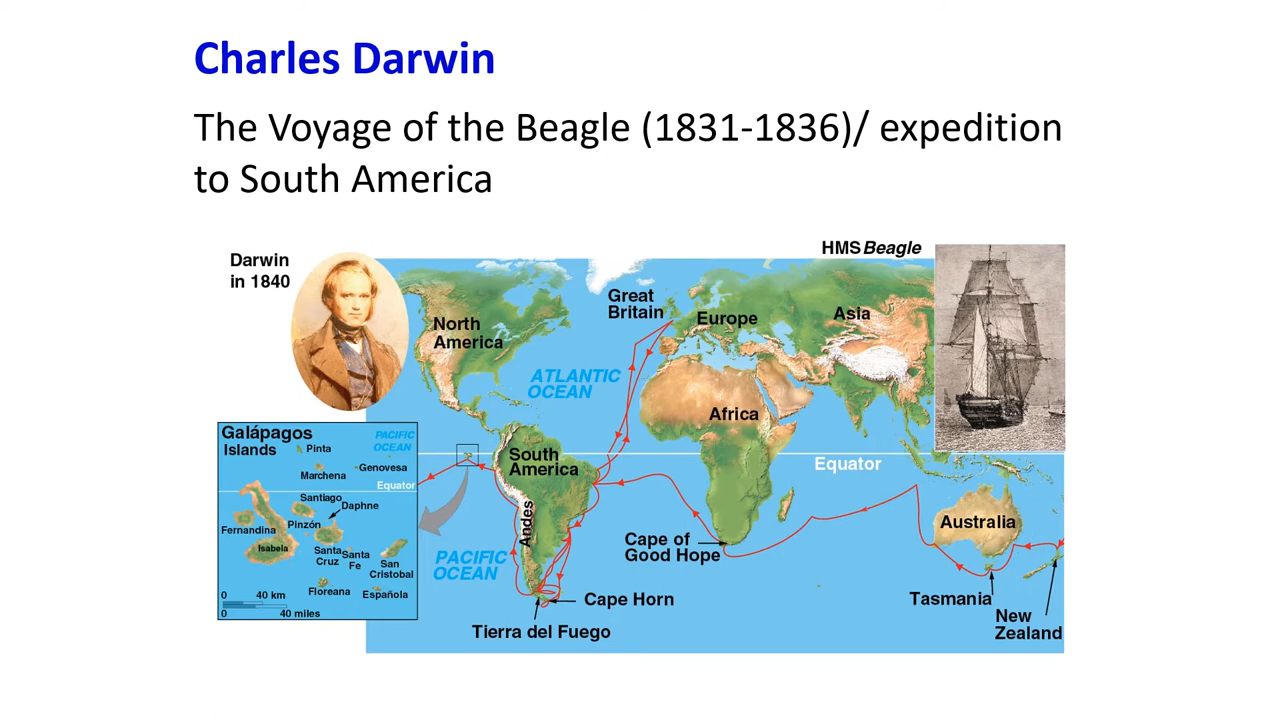 Charles Darwin
The Voyage of the Beagle (1831-1836)/ expedition
to South America
Darwin
in 1840
HMS Beagle
Great
Britain
Europe
Asia
North
America
ATLANTIC
OCEAN
Africa
Galápagos
Islands
PACIFIC
OCEAN
Pinta
Genovesa
Marchena
Equator
Santiago
Daphne
Pinzón
Fernandina
Isabela
Santa
Cruz
Santa
Fe
San
Cristobal
Floreana
Española
0 40 km
0 40 miles
South
America
Equator
Andes
Australia
Cape of
Good Hope
PACIFIC
OCEAN
Cape Horn
Tierra del Fuego
Tasmania
New
Zealand